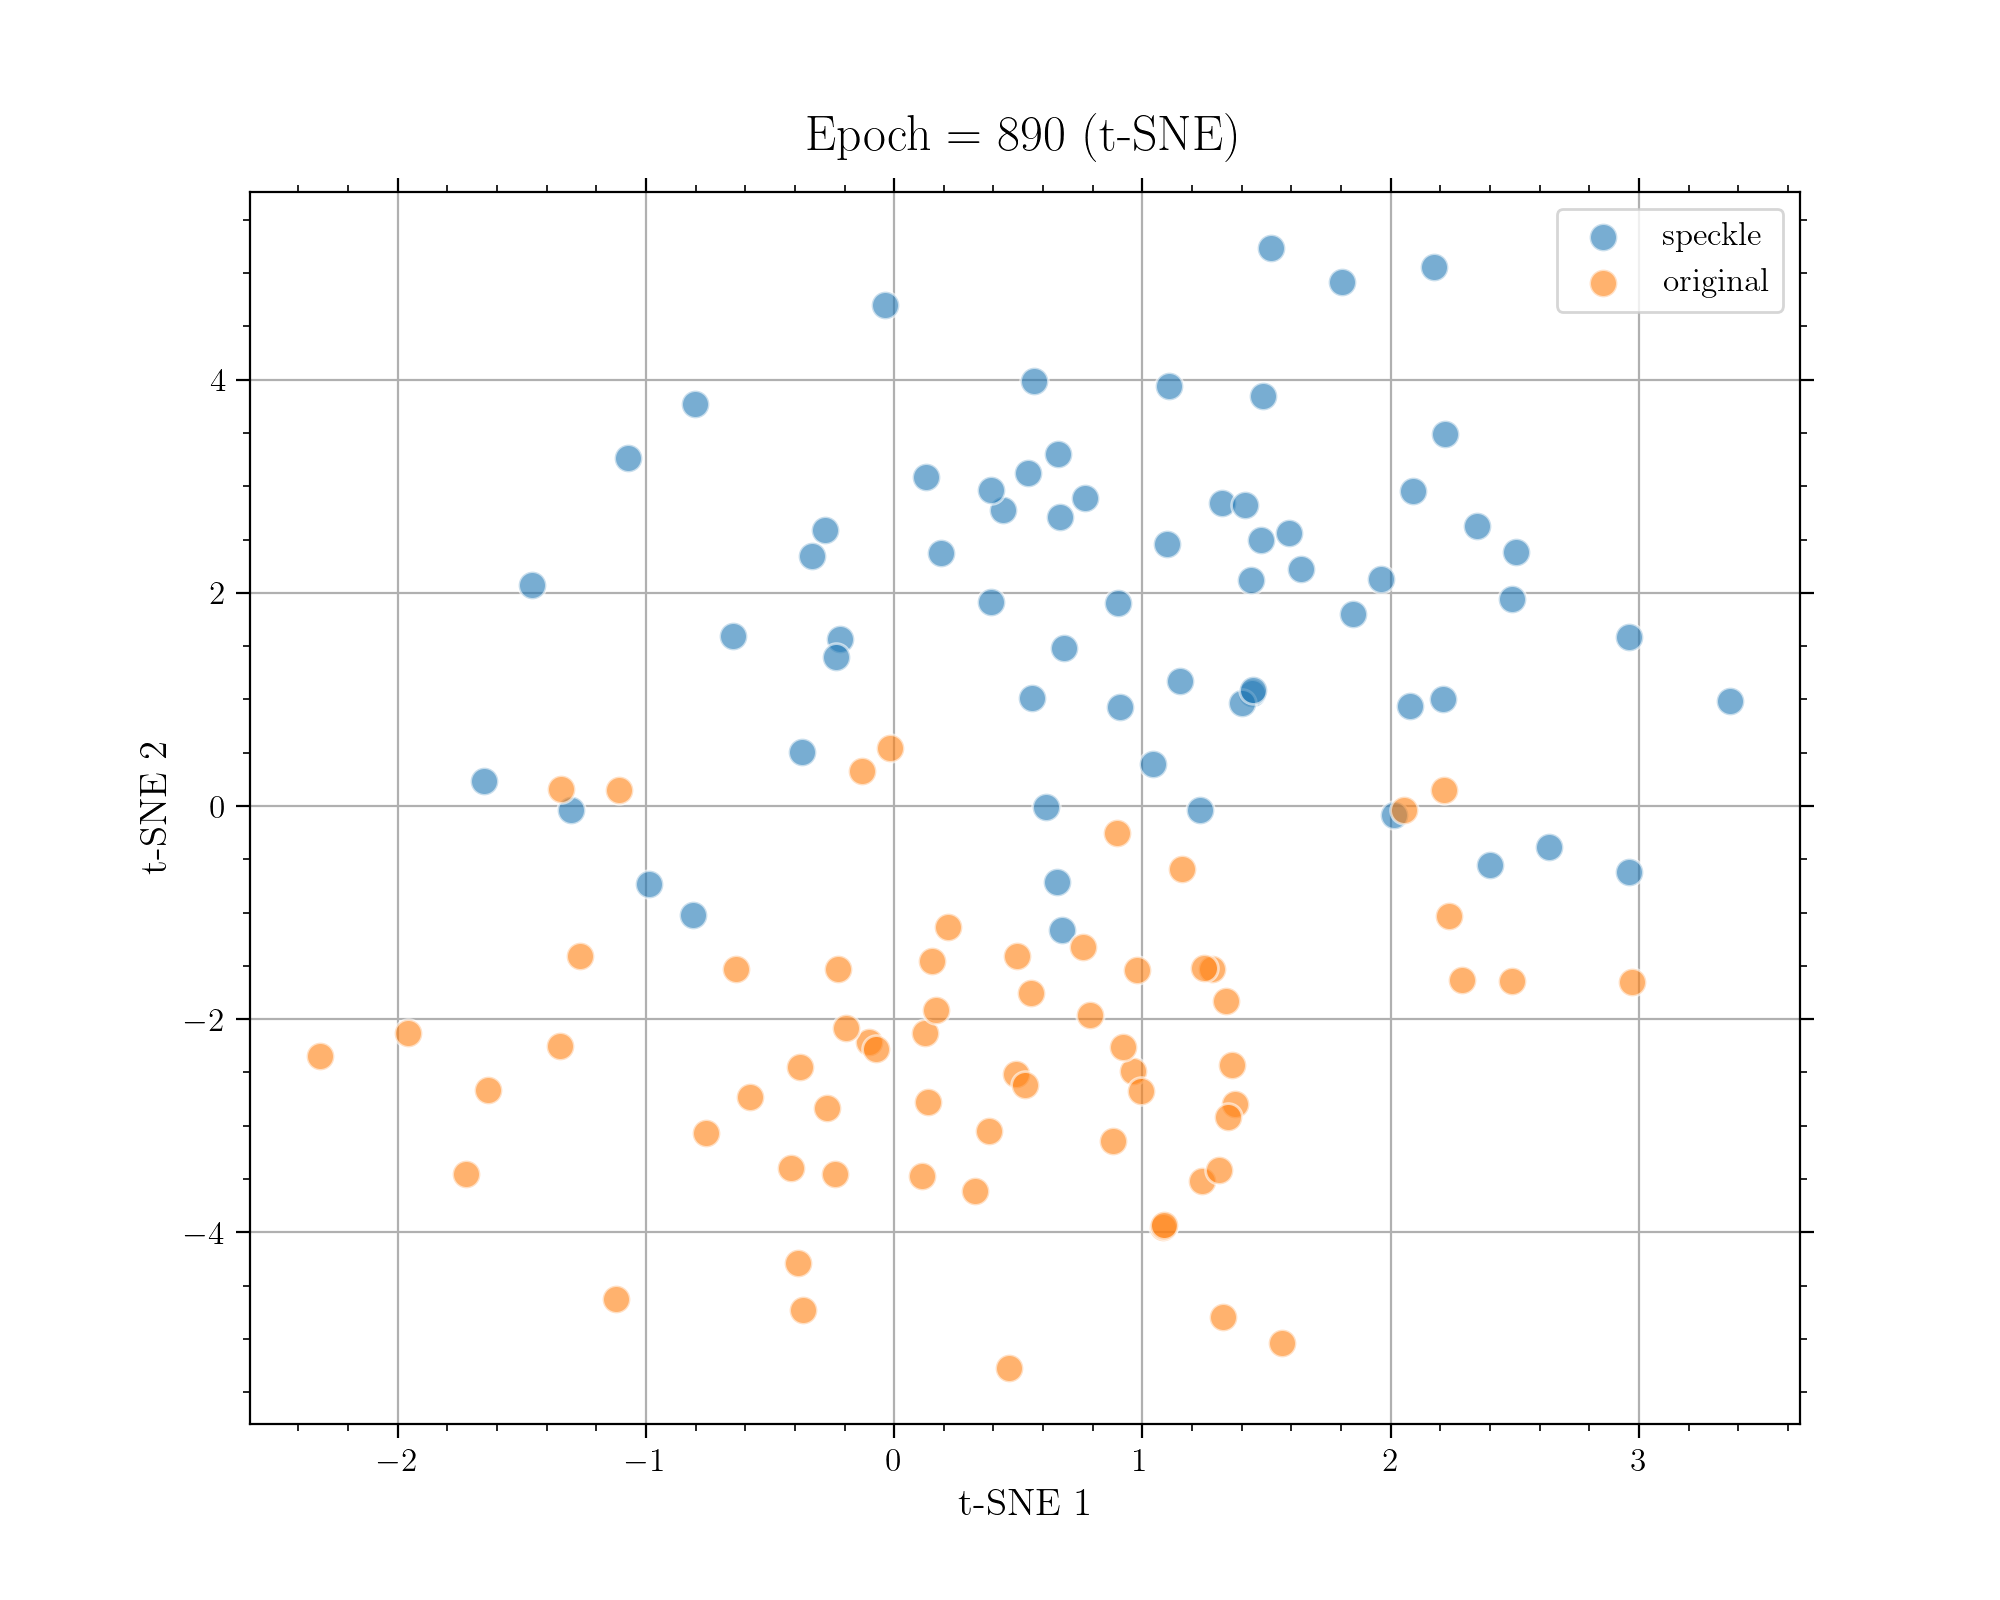 Epoch = 890 (t-SNE)
speckle
original
4
2
0
−2
−4
t-SNE 2
−2
−1
0
1
2
3
t-SNE 1